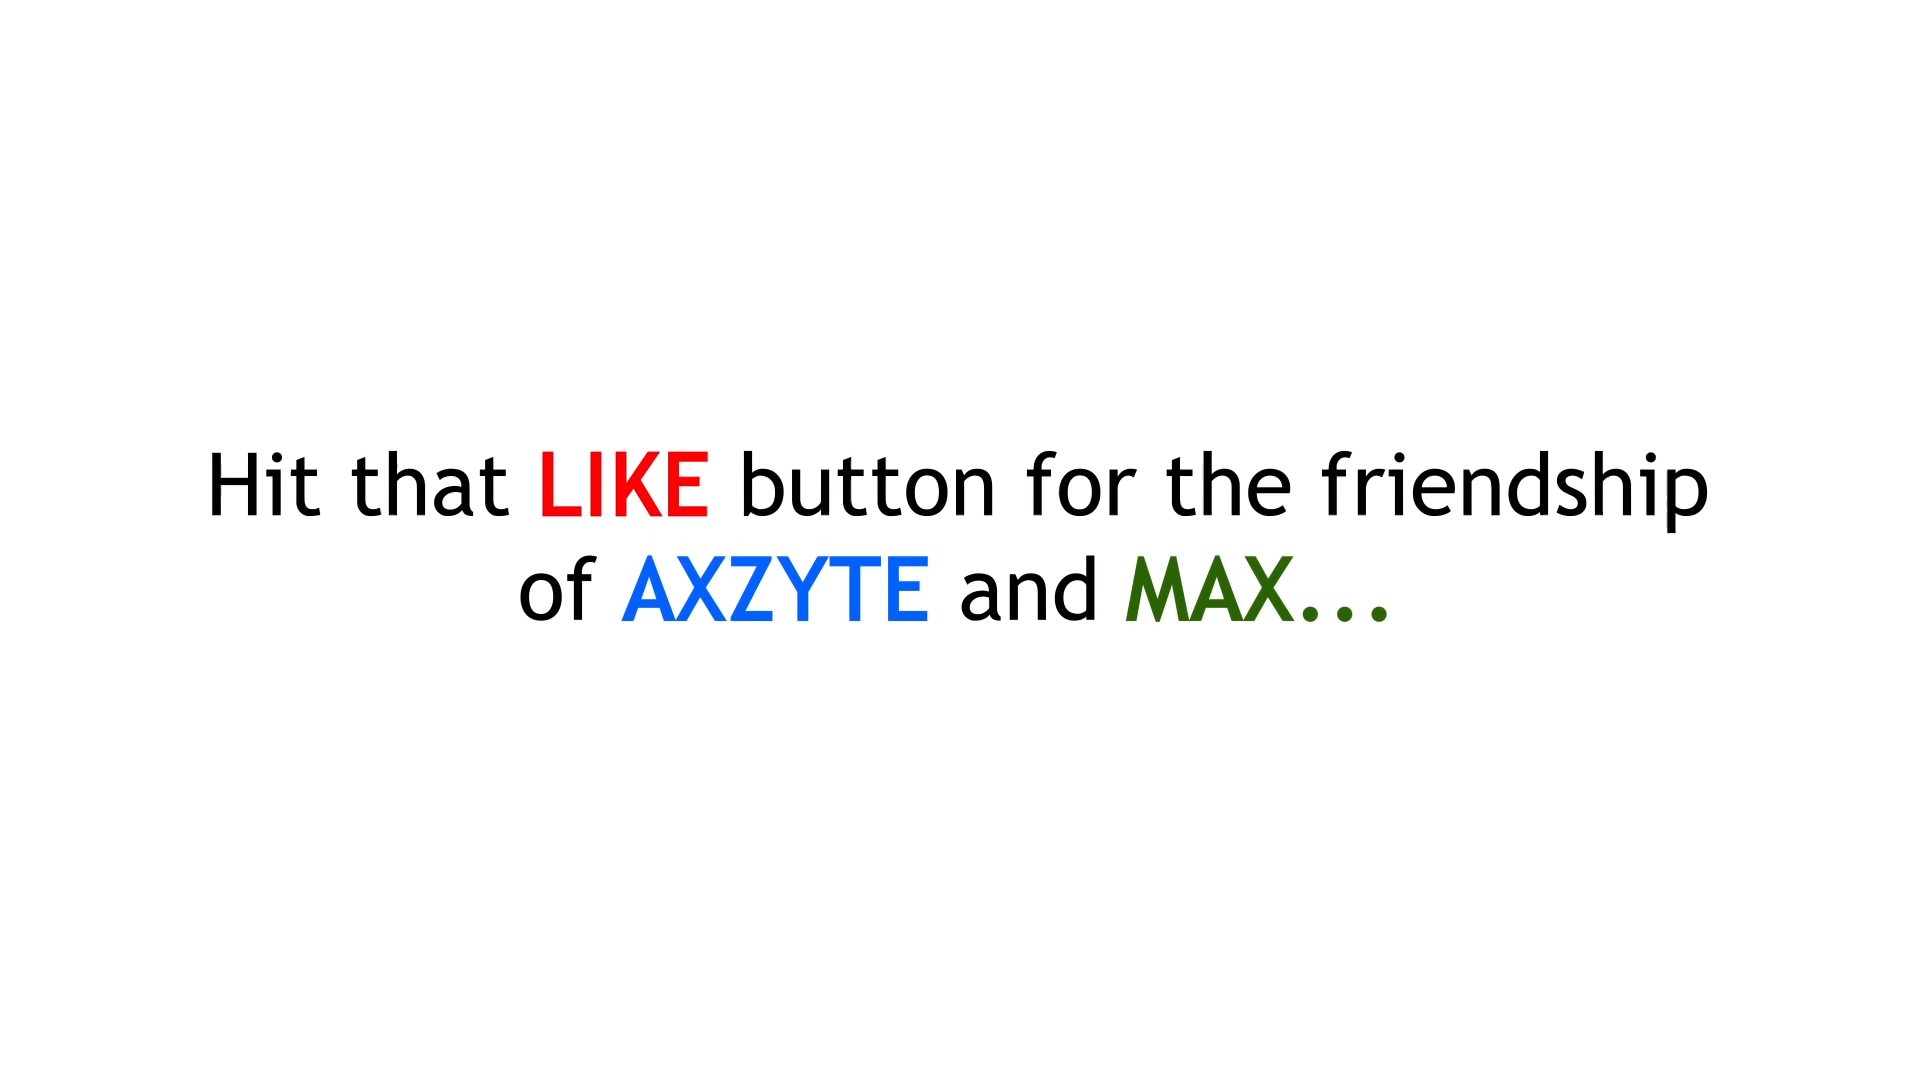 Hit that LIKE button for the friendship
of AXZYTE and MAX...